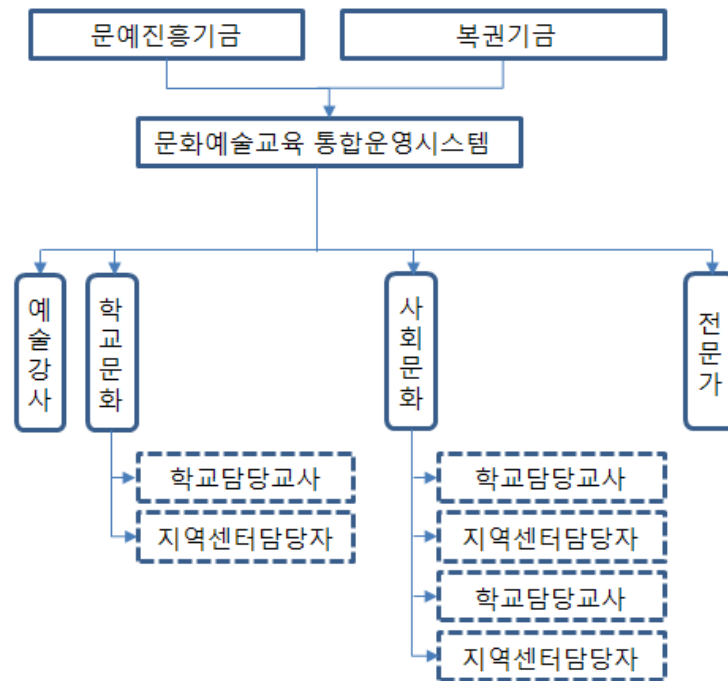 문예진흥기금
복권기금
문화예술교육 통합운영시스템
예술강사
학교문화
사회문화
전문가
학교담당교사
지역센터담당자
학교담당교사
지역센터담당자
학교담당교사
지역센터담당자